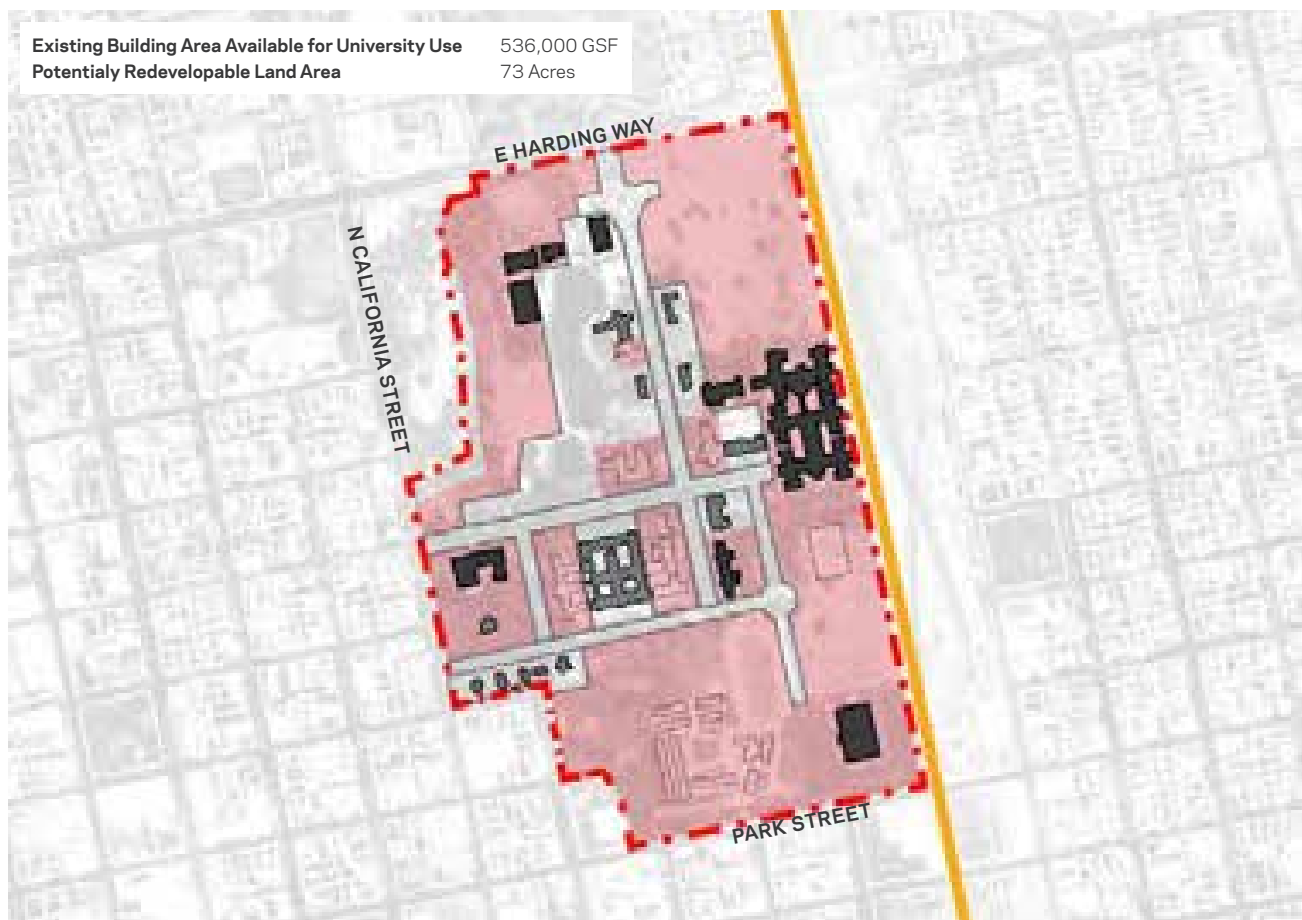 Existing Building Area Available for University Use 536,000 GSF
Potentialy Redevelopable Land Area 73 Acres
E HARDING WAY
N CALIFORNIA STREET
PARK STREET